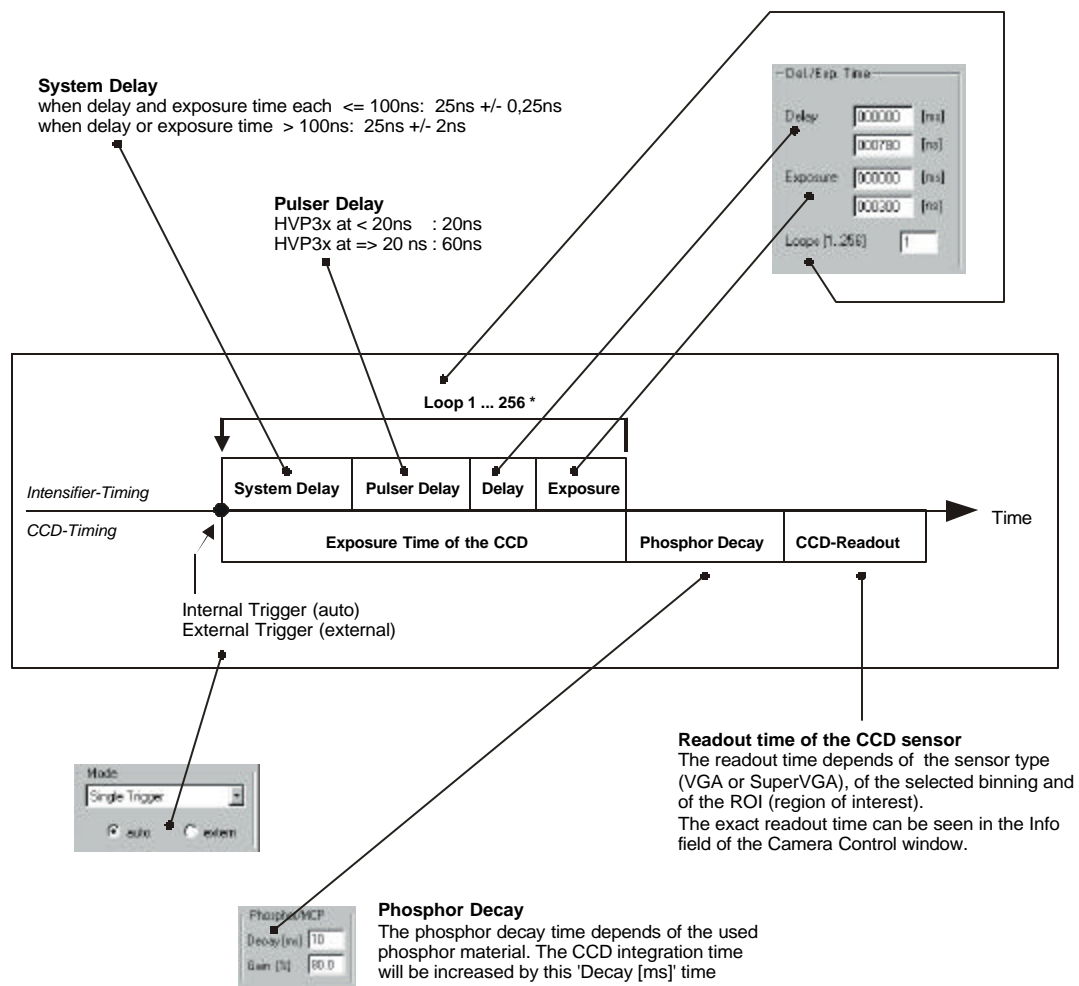 System Delay
when delay and exposure time each <= 100ns: 25ns +/- 0,25ns
when delay or exposure time > 100ns: 25ns +/- 2ns
Pulser Delay
HVP3x at < 20ns : 20ns
HVP3x at => 20 ns : 60ns
Del./Exp. Time
Delay 000000 [ms]
000780 [ns]
Exposure 000000 [ms]
000300 [ns]
Loops [1..256] 1
Loop 1 ... 256 *
Intensifier-Timing
System Delay Pulser Delay Delay Exposure
CCD-Timing
Time
Exposure Time of the CCD Phosphor Decay CCD-Readout
Internal Trigger (auto)
External Trigger (external)
Mode
Single Trigger
auto extern
Readout time of the CCD sensor
The readout time depends of the sensor type
(VGA or SuperVGA), of the selected binning and
of the ROI (region of interest).
The exact readout time can be seen in the Info
field of the Camera Control window.
Phosphor/MCP
Decay [ms] 10
Gain [%] 80.0
Phosphor Decay
The phosphor decay time depends of the used
phosphor material. The CCD integration time
will be increased by this 'Decay [ms]' time